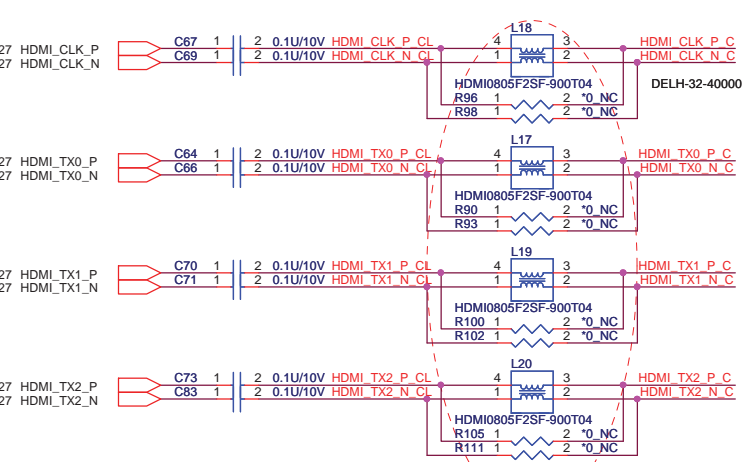 L18
C67 1 2 0.1U/10V HDMI_CLK_P_CL 4 3 HDMI_CLK_P_C
27 HDMI_CLK_P
C69 1 2 0.1U/10V HDMI_CLK_N_CL 1 2 HDMI_CLK_N_C
27 HDMI_CLK_N
HDMI0805F2SF-900T04 DELH-32-40000
R96 1 2 *0_NC
R98 1 2 *0_NC
L17
C64 1 2 0.1U/10V HDMI_TX0_P_CL 4 3 HDMI_TX0_P_C
27 HDMI_TX0_P
C66 1 2 0.1U/10V HDMI_TX0_N_CL 1 2 HDMI_TX0_N_C
27 HDMI_TX0_N
HDMI0805F2SF-900T04
R90 1 2 *0_NC
R93 1 2 *0_NC
L19
C70 1 2 0.1U/10V HDMI_TX1_P_CL 4 3 HDMI_TX1_P_C
27 HDMI_TX1_P
C71 1 2 0.1U/10V HDMI_TX1_N_CL 1 2 HDMI_TX1_N_C
27 HDMI_TX1_N
HDMI0805F2SF-900T04
R100 1 2 *0_NC
R102 1 2 *0_NC
L20
C73 1 2 0.1U/10V HDMI_TX2_P_CL 4 3 HDMI_TX2_P_C
27 HDMI_TX2_P
C83 1 2 0.1U/10V HDMI_TX2_N_CL 1 2 HDMI_TX2_N_C
27 HDMI_TX2_N
HDMI0805F2SF-900T04
R105 1 2 *0_NC
R111 1 2 *0_NC